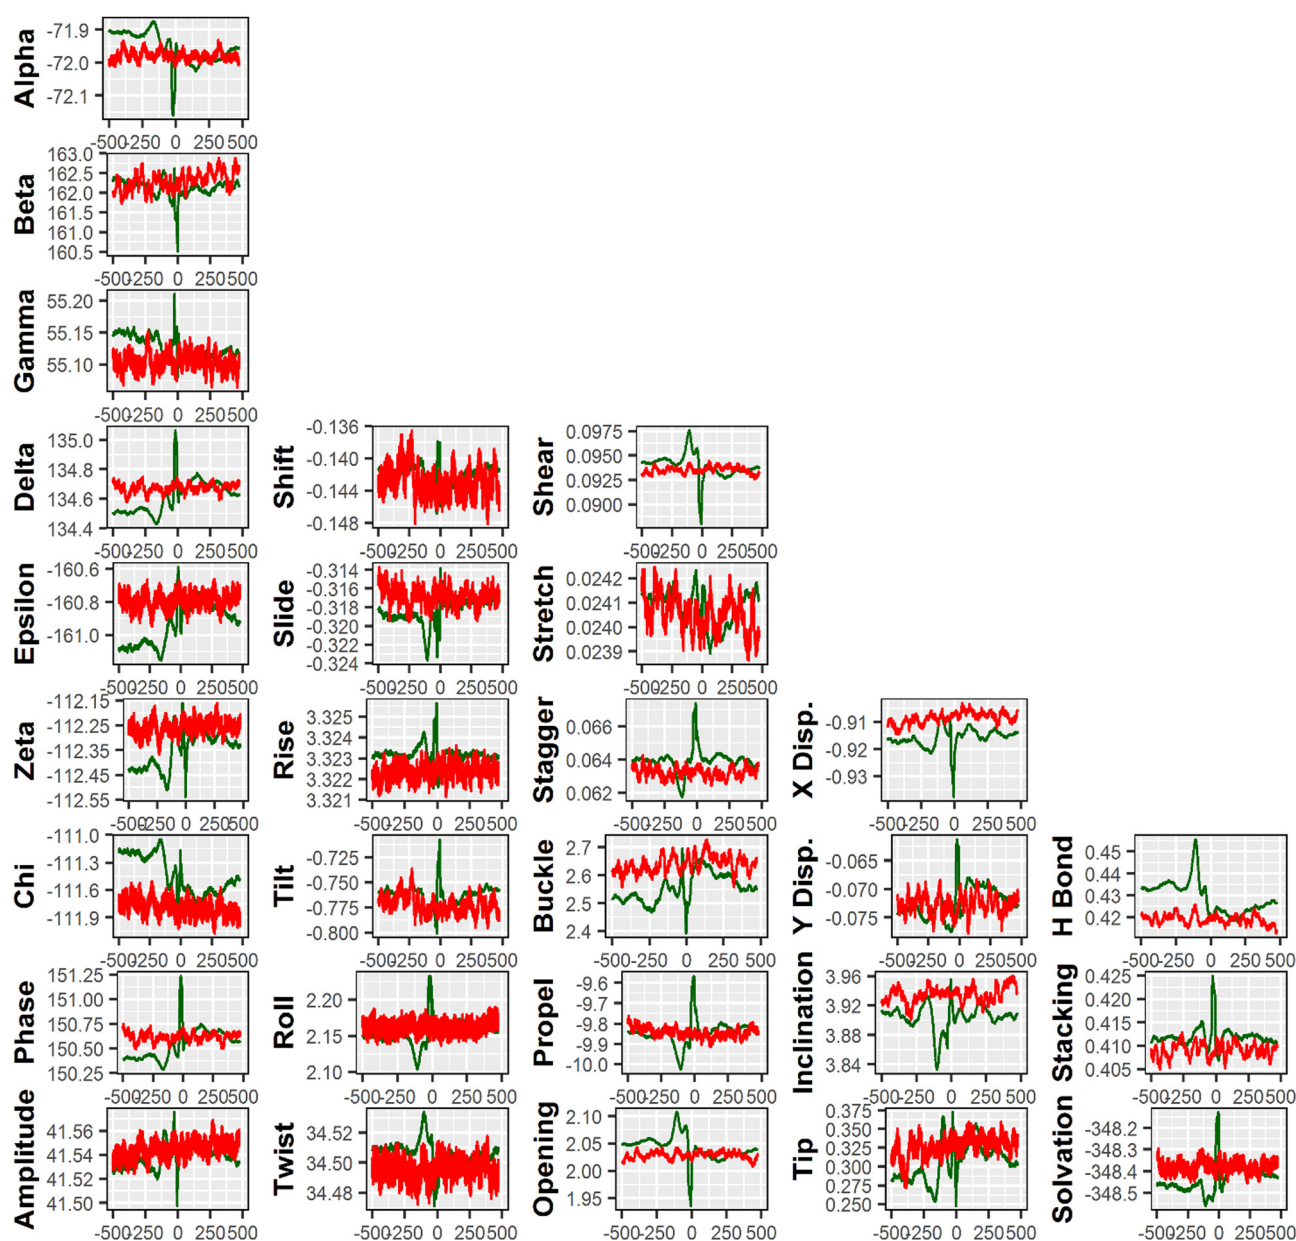 Alpha
-71.9
-72.0
-72.1
-500 -250 0 250 500
Beta
163.0
162.5
162.0
161.5
161.0
160.5
-500 -250 0 250 500
Gamma
55.20
55.15
55.10
-500 -250 0 250 500
Delta
135.0
134.8
134.6
134.4
-500 -250 0 250 500
Shift
-0.136
-0.140
-0.144
-0.148
-500 -250 0 250 500
Shear
0.0975
0.0950
0.0925
0.0900
-500 -250 0 250 500
Epsilon
-160.6
-160.8
-161.0
-500 -250 0 250 500
Slide
-0.314
-0.316
-0.318
-0.320
-0.322
-0.324
-500 -250 0 250 500
Stretch
0.0242
0.0241
0.0240
0.0239
-500 -250 0 250 500
Zeta
-112.15
-112.25
-112.35
-112.45
-112.55
-500 -250 0 250 500
Rise
3.325
3.324
3.323
3.322
3.321
-500 -250 0 250 500
Stagger
0.066
0.064
0.062
-500 -250 0 250 500
X Disp.
-0.91
-0.92
-0.93
-500 -250 0 250 500
Chi
-111.0
-111.3
-111.6
-111.9
-500 -250 0 250 500
Tilt
-0.725
-0.750
-0.775
-0.800
-500 -250 0 250 500
Buckle
2.7
2.6
2.5
2.4
-500 -250 0 250 500
Y Disp.
-0.065
-0.070
-0.075
-500 -250 0 250 500
H Bond
0.45
0.44
0.43
0.42
-500 -250 0 250 500
Phase
151.25
151.00
150.75
150.50
150.25
-500 -250 0 250 500
Roll
2.20
2.15
2.10
-500 -250 0 250 500
Propel
-9.6
-9.7
-9.8
-9.9
-10.0
-500 -250 0 250 500
Inclination
3.96
3.92
3.88
3.84
-500 -250 0 250 500
Stacking
0.425
0.420
0.415
0.410
0.405
-500 -250 0 250 500
Amplitude
41.56
41.54
41.52
41.50
-500 -250 0 250 500
Twist
34.52
34.50
34.48
-500 -250 0 250 500
Opening
2.10
2.05
2.00
1.95
-500 -250 0 250 500
Tip
0.375
0.350
0.325
0.300
0.275
0.250
-500 -250 0 250 500
Solvation
-348.2
-348.3
-348.4
-348.5
-500 -250 0 250 500